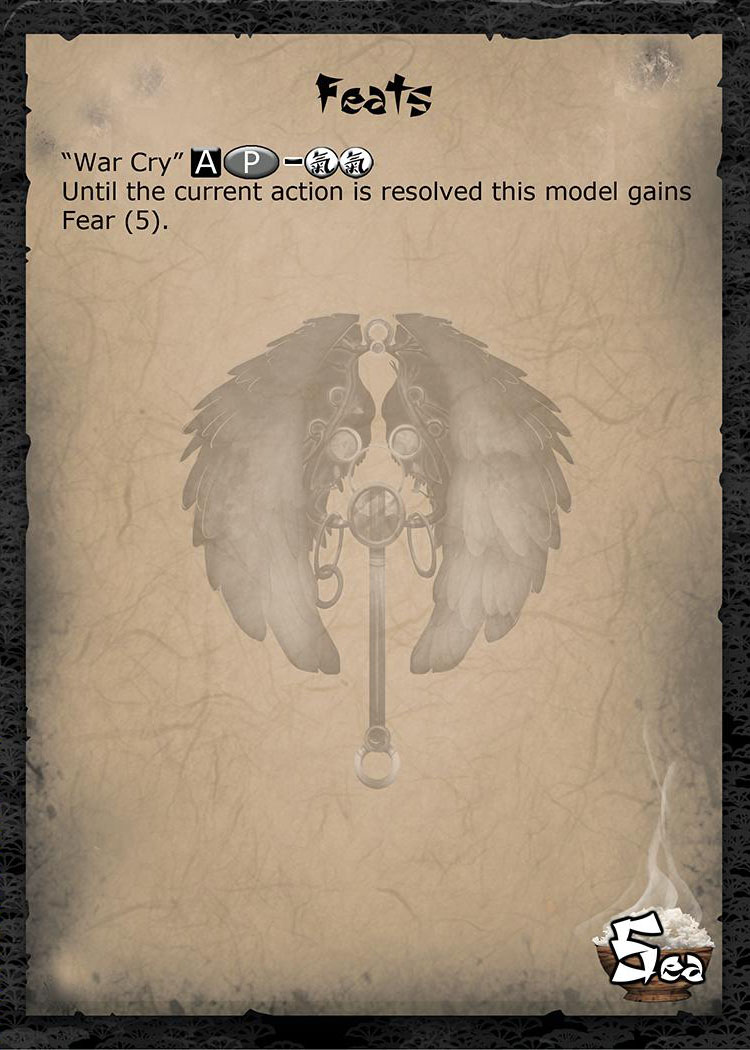 Feats
“War Cry” A P -氣氣
Until the current action is resolved this model gains
Fear (5).
5ea